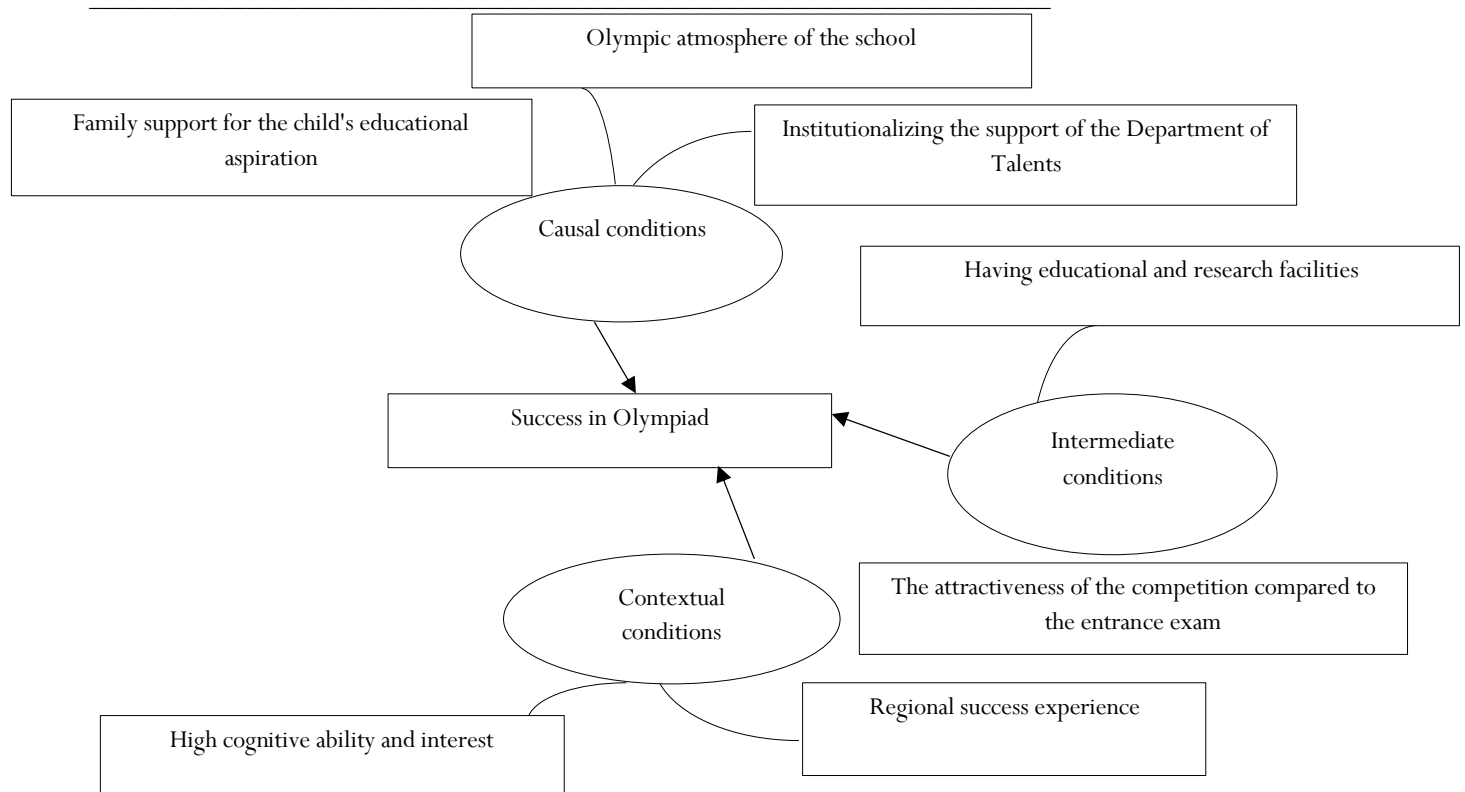 Olympic atmosphere of the school
Family support for the child's educational
aspiration
Institutionalizing the support of the Department of
Talents
Causal conditions
Having educational and research facilities
Success in Olympiad
Intermediate
conditions
Contextual
conditions
The attractiveness of the competition compared to
the entrance exam
Regional success experience
High cognitive ability and interest